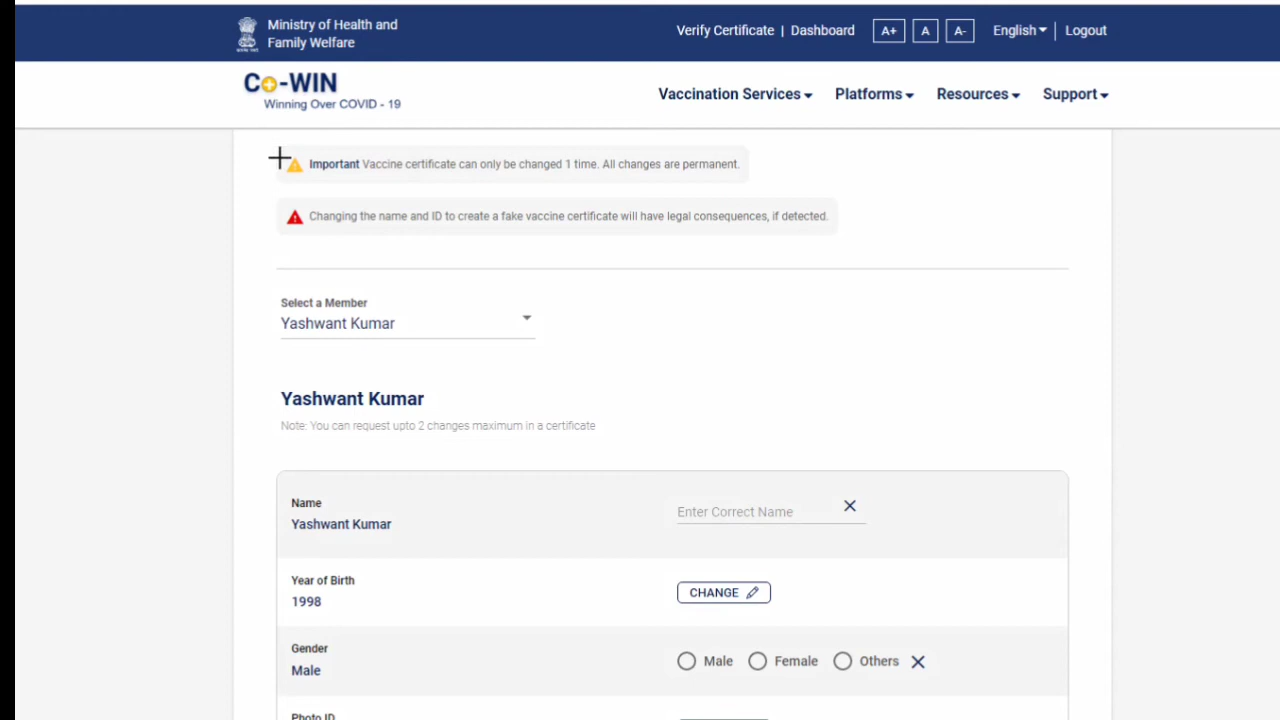 Ministry of Health and
Family Welfare
Verify Certificate | Dashboard A+ A A- English Logout
Co-WIN
Winning Over COVID - 19
Vaccination Services Platforms Resources Support
Important Vaccine certificate can only be changed 1 time. All changes are permanent.
Changing the name and ID to create a fake vaccine certificate will have legal consequences, if detected.
Select a Member
Yashwant Kumar
Yashwant Kumar
Note: You can request upto 2 changes maximum in a certificate
Name
Yashwant Kumar
Enter Correct Name
Year of Birth
1998
CHANGE
Gender
Male
Male Female Others
Photo ID